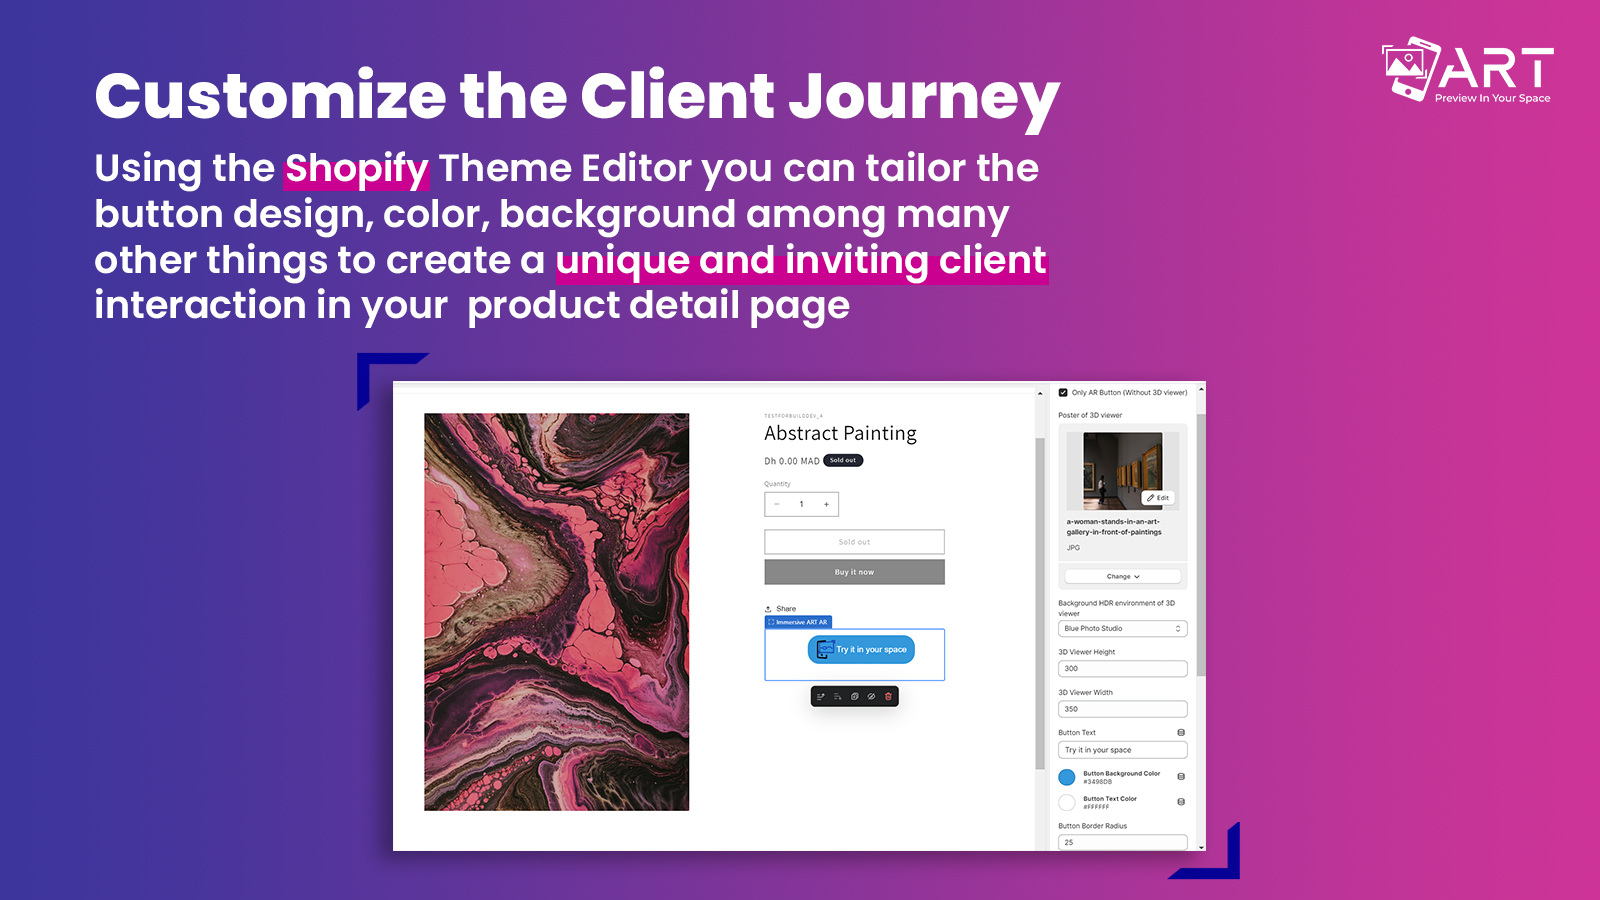 ART
Preview In Your Space
Customize the Client Journey
Using the Shopify Theme Editor you can tailor the
button design, color, background among many
other things to create a unique and inviting client
interaction in your product detail page
TESTFORBUILDDEV_4
Abstract Painting
Dh 0.00 MAD Sold out
Quantity
− 1 +
Sold out
Buy it now
Share
Immersive ART AR
Try it in your space
Only AR Button (Without 3D viewer)
Poster of 3D viewer
Edit
a-woman-stands-in-an-art-
gallery-in-front-of-paintings
JPG
Change
Background HDR environment of 3D
viewer
Blue Photo Studio
3D Viewer Height
300
3D Viewer Width
350
Button Text
Try it in your space
Button Background Color
#3498DB
Button Text Color
#FFFFFF
Button Border Radius
25